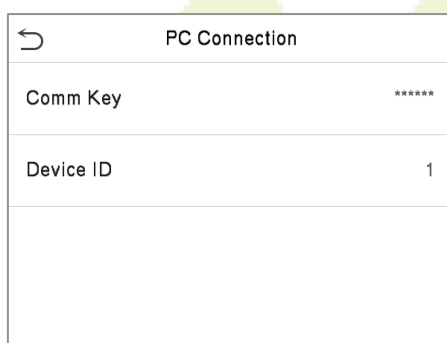 PC Connection
Comm Key ******
Device ID 1